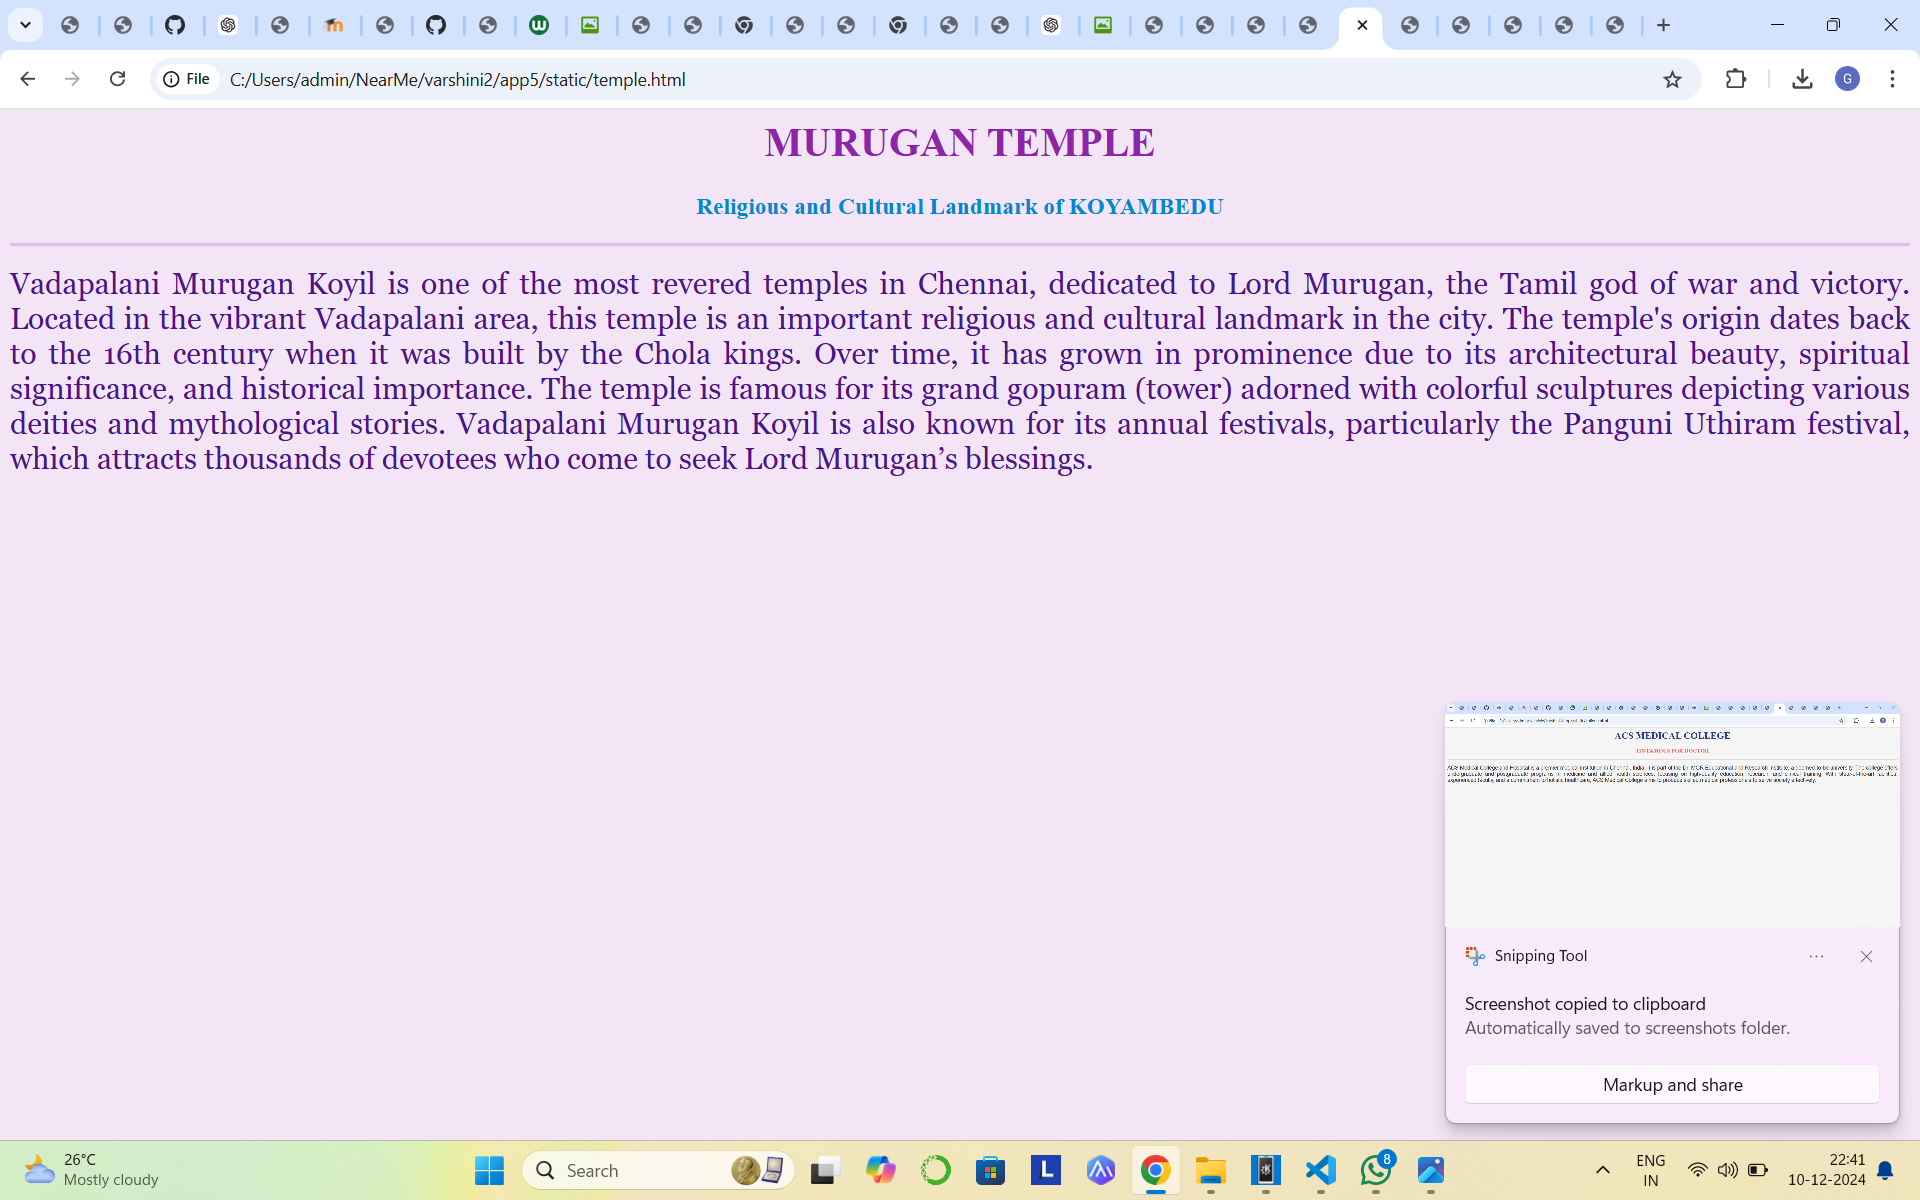 File
C:/Users/admin/NearMe/varshini2/app5/static/temple.html
G
MURUGAN TEMPLE
Religious and Cultural Landmark of KOYAMBEDU
Vadapalani Murugan Koyil is one of the most revered temples in Chennai, dedicated to Lord Murugan, the Tamil god of war and victory.
Located in the vibrant Vadapalani area, this temple is an important religious and cultural landmark in the city. The temple's origin dates back
to the 16th century when it was built by the Chola kings. Over time, it has grown in prominence due to its architectural beauty, spiritual
significance, and historical importance. The temple is famous for its grand gopuram (tower) adorned with colorful sculptures depicting various
deities and mythological stories. Vadapalani Murugan Koyil is also known for its annual festivals, particularly the Panguni Uthiram festival,
which attracts thousands of devotees who come to seek Lord Murugan’s blessings.
ACS MEDICAL COLLEGE
ITS FAMOUS FOR DOCTOR
Snipping Tool
Screenshot copied to clipboard
Automatically saved to screenshots folder.
Markup and share
26°C
Mostly cloudy
Search
L
8
ENG
IN
22:41
10-12-2024